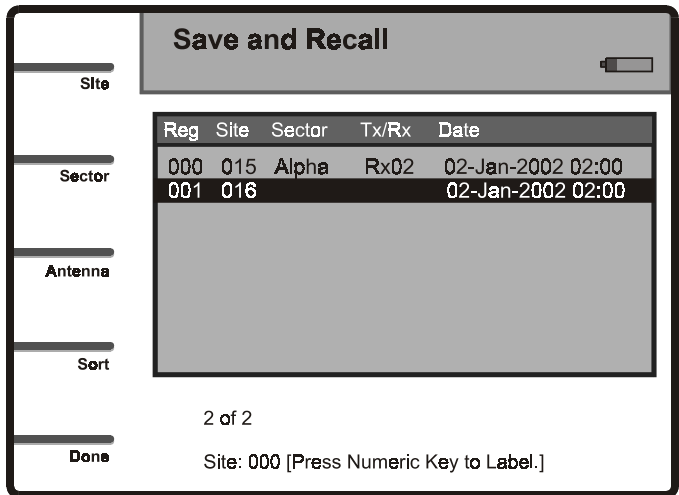 Save and Recall
Site
Sector
Antenna
Sort
Done
Reg Site Sector Tx/Rx Date
000 015 Alpha Rx02 02-Jan-2002 02:00
001 016 02-Jan-2002 02:00
2 of 2
Site: 000 [Press Numeric Key to Label.]